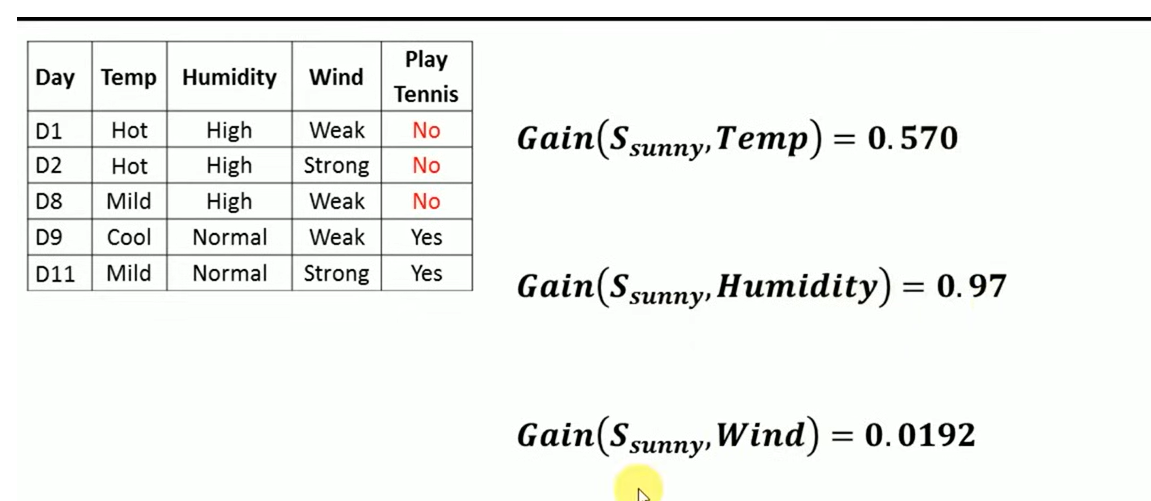 Day Temp Humidity Wind Play Tennis
D1 Hot High Weak No
D2 Hot High Strong No
D8 Mild High Weak No
D9 Cool Normal Weak Yes
D11 Mild Normal Strong Yes
Gain(S_sunny, Temp) = 0.570
Gain(S_sunny, Humidity) = 0.97
Gain(S_sunny, Wind) = 0.0192